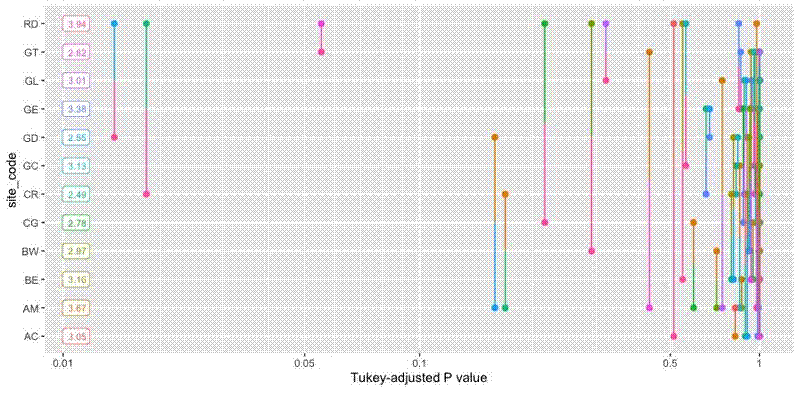 site_code
RD 3.94
GT 2.62
GL 3.01
GE 3.38
GD 2.55
GC 3.13
CR 2.49
CG 2.78
BW 2.97
BE 3.16
AM 3.67
AC 3.05
0.01 0.05 0.1 0.5 1
Tukey-adjusted P value